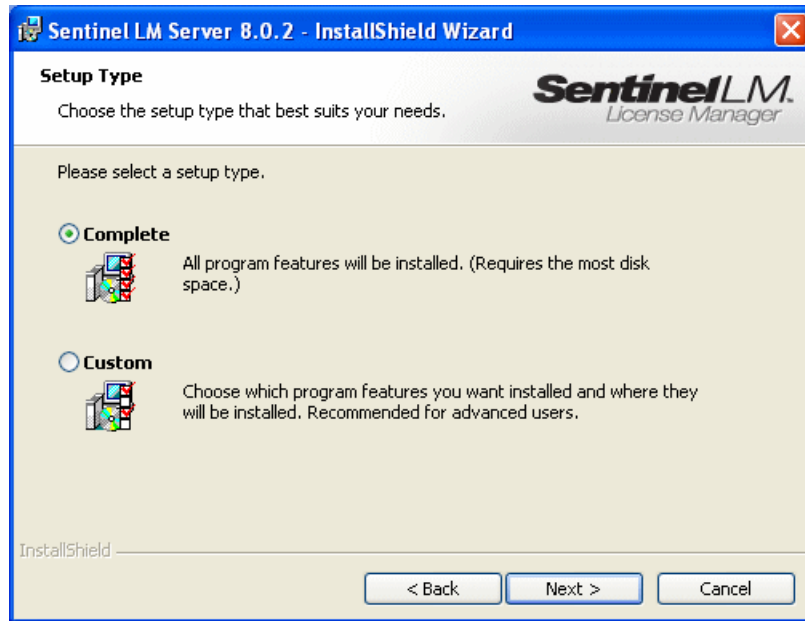 Sentinel LM Server 8.0.2 - InstallShield Wizard
Setup Type
Choose the setup type that best suits your needs.
SentinelLM.
License Manager
Please select a setup type.
Complete
All program features will be installed. (Requires the most disk
space.)
Custom
Choose which program features you want installed and where they
will be installed. Recommended for advanced users.
InstallShield
< Back
Next >
Cancel